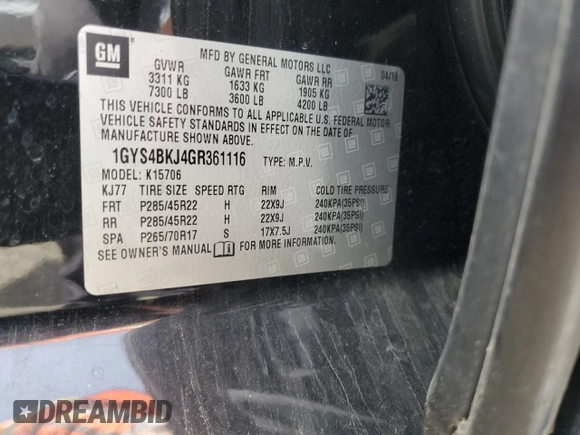 GM
MFD BY GENERAL MOTORS LLC
04/16
GVWR GAWR FRT GAWR RR
3311 KG 1633 KG 1905 KG
7300 LB 3600 LB 4200 LB
THIS VEHICLE CONFORMS TO ALL APPLICABLE U.S. FEDERAL MOTOR
VEHICLE SAFETY STANDARDS IN EFFECT ON THE DATE OF
MANUFACTURE SHOWN ABOVE.
1GYS4BKJ4GR361116 TYPE: M.P.V.
MODEL: K15706
KJ77 TIRE SIZE SPEED RTG RIM COLD TIRE PRESSURE
FRT P285/45R22 H 22X9J 240KPA(35PSI)
RR P285/45R22 H 22X9J 240KPA(35PSI)
SPA P265/70R17 S 17X7.5J 240KPA(35PSI)
SEE OWNER'S MANUAL FOR MORE INFORMATION.
DREAMBID